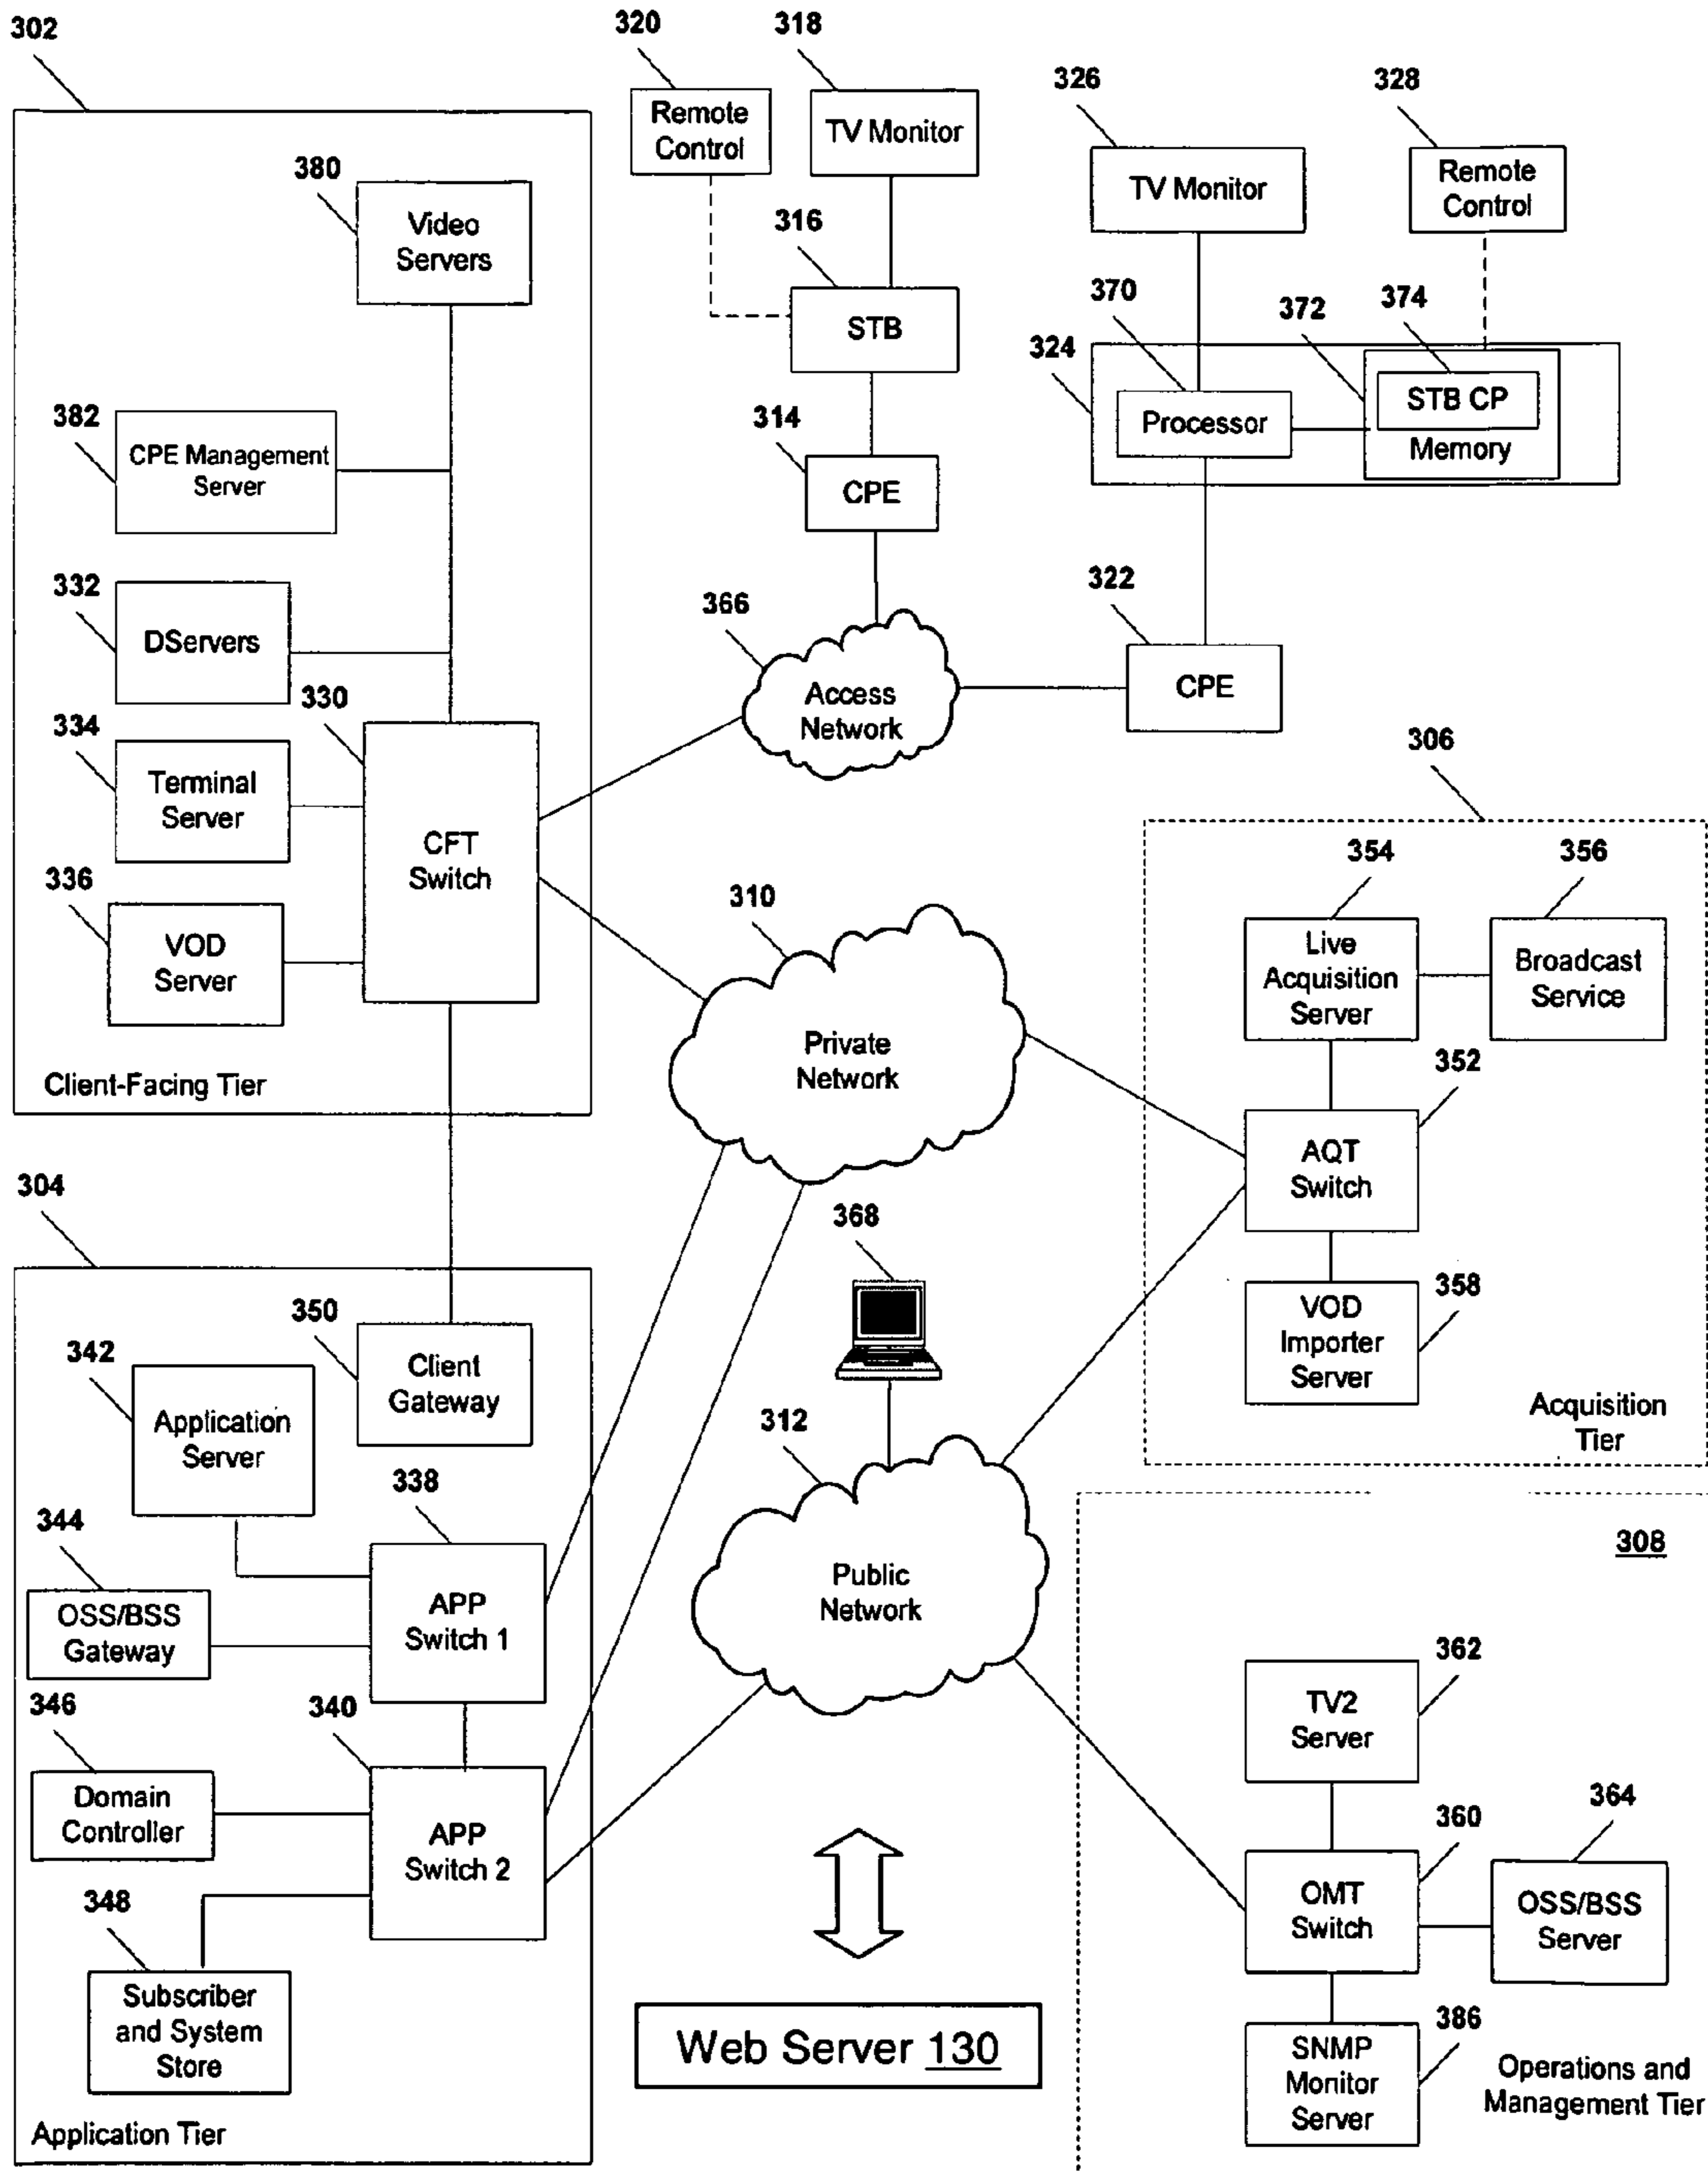 302
380
Video
Servers
382
CPE Management
Server
332
DServers
334
Terminal
Server
330
CFT
Switch
336
VOD
Server
Client-Facing Tier
320
Remote
Control
318
TV Monitor
316
STB
314
CPE
326
TV Monitor
328
Remote
Control
370
372
374
324
Processor
STB CP
Memory
322
CPE
366
Access
Network
310
Private
Network
306
354
Live
Acquisition
Server
356
Broadcast
Service
352
AQT
Switch
358
VOD
Importer
Server
Acquisition
Tier
304
350
Client
Gateway
342
Application
Server
338
APP
Switch 1
344
OSS/BSS
Gateway
346
Domain
Controller
340
APP
Switch 2
348
Subscriber
and System
Store
Application Tier
368
312
Public
Network
Web Server 130
308
362
TV2
Server
360
OMT
Switch
364
OSS/BSS
Server
386
SNMP
Monitor
Server
Operations and
Management Tier